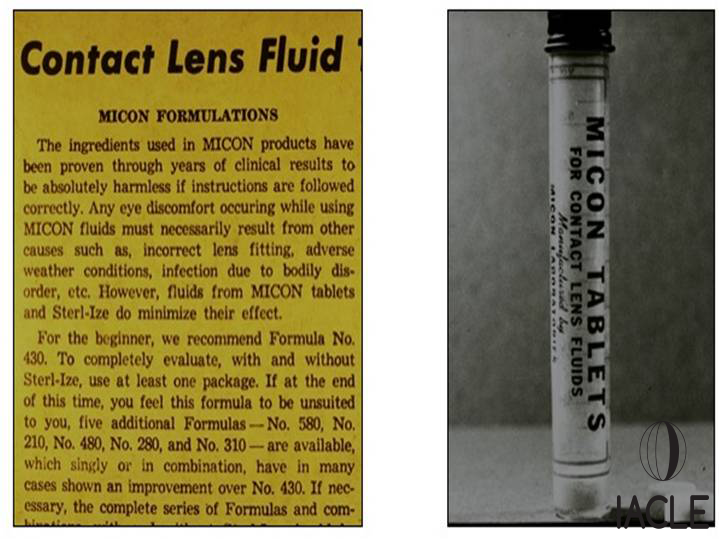 Contact Lens Fluid
MICON FORMULATIONS
The ingredients used in MICON products have
been proven through years of clinical results to
be absolutely harmless if instructions are followed
correctly. Any eye discomfort occuring while using
MICON fluids must necessarily result from other
causes such as, incorrect lens fitting, adverse
weather conditions, infection due to bodily dis-
order, etc. However, fluids from MICON tablets
and Sterl-Ize do minimize their effect.
For the beginner, we recommend Formula No.
430. To completely evaluate, with and without
Sterl-Ize, use at least one package. If at the end
of this time, you feel this formula to be unsuited
to you, five additional Formulas — No. 580, No.
210, No. 480, No. 280, and No. 310 — are available,
which singly or in combination, have in many
cases shown an improvement over No. 430. If nec-
essary, the complete series of Formulas and com-
MICON TABLETS
FOR CONTACT LENS FLUIDS
Manufactured by
MICON LABORATORIES
IACLE